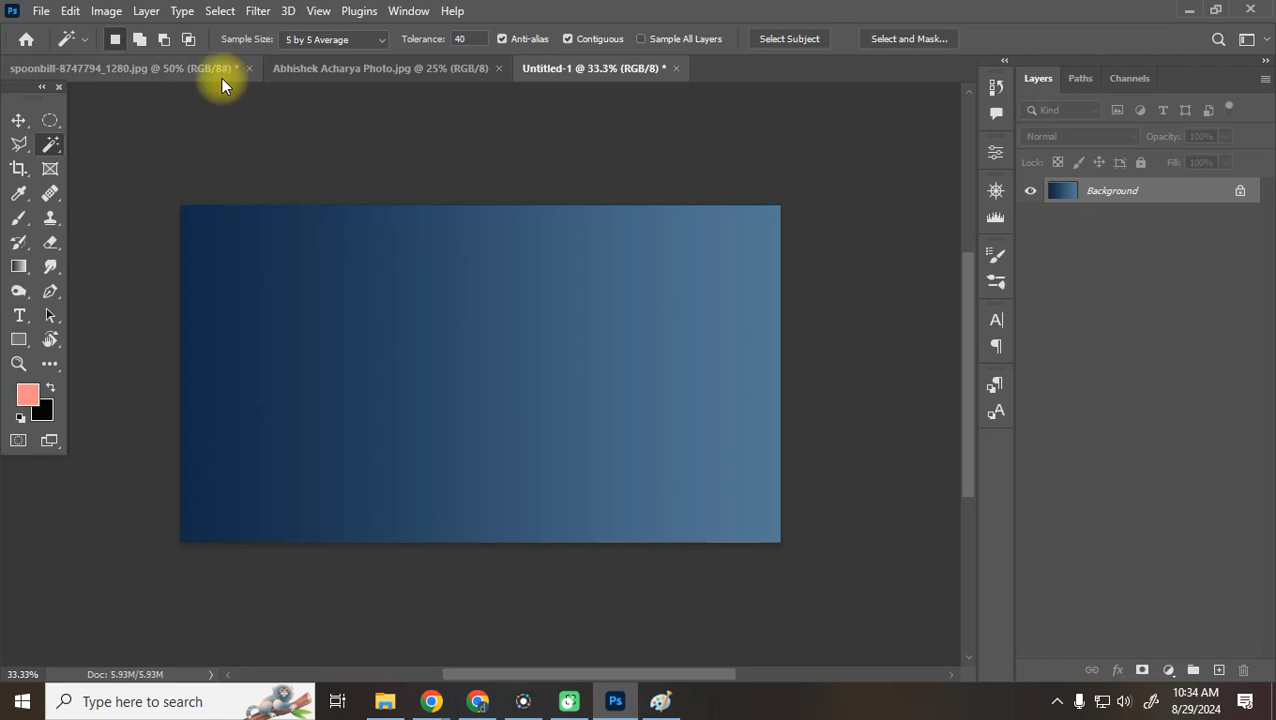 Ps File Edit Image Layer Type Select Filter 3D View Plugins Window Help
Sample Size: 5 by 5 Average Tolerance: 40 Anti-alias Contiguous Sample All Layers Select Subject Select and Mask...
spoonbill-8747794_1280.jpg @ 50% (RGB/8#) * × Abhishek Acharya Photo.jpg @ 25% (RGB/8) × Untitled-1 @ 33.3% (RGB/8) * ×
Layers Paths Channels
Kind
Normal Opacity: 100%
Lock: Fill: 100%
Background
33.33% Doc: 5.93M/5.93M
Type here to search
Ps
10:34 AM
8/29/2024